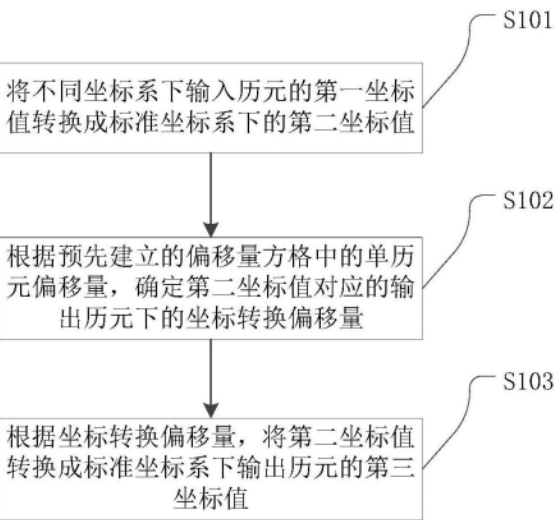 S101
将不同坐标系下输入历元的第一坐标
值转换成标准坐标系下的第二坐标值
S102
根据预先建立的偏移量方格中的单历
元偏移量，确定第二坐标值对应的输
出历元下的坐标转换偏移量
S103
根据坐标转换偏移量，将第二坐标值
转换成标准坐标系下输出历元的第三
坐标值